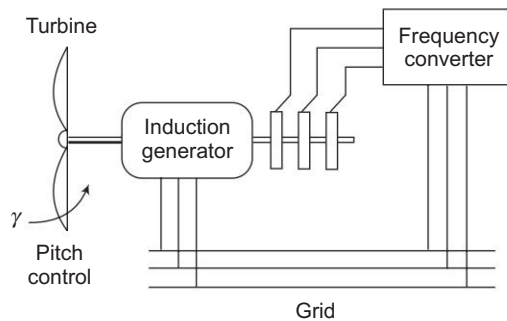 Turbine
Frequency
converter
Induction
generator
γ
Pitch
control
Grid